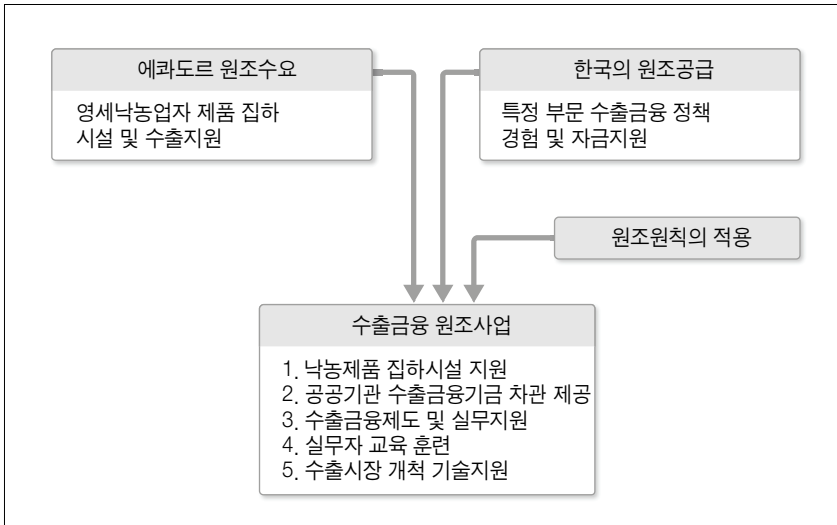 에콰도르 원조수요
영세낙농업자 제품 집하
시설 및 수출지원
한국의 원조공급
특정 부문 수출금융 정책
경험 및 자금지원
원조원칙의 적용
수출금융 원조사업
1. 낙농제품 집하시설 지원
2. 공공기관 수출금융기금 차관 제공
3. 수출금융제도 및 실무지원
4. 실무자 교육 훈련
5. 수출시장 개척 기술지원